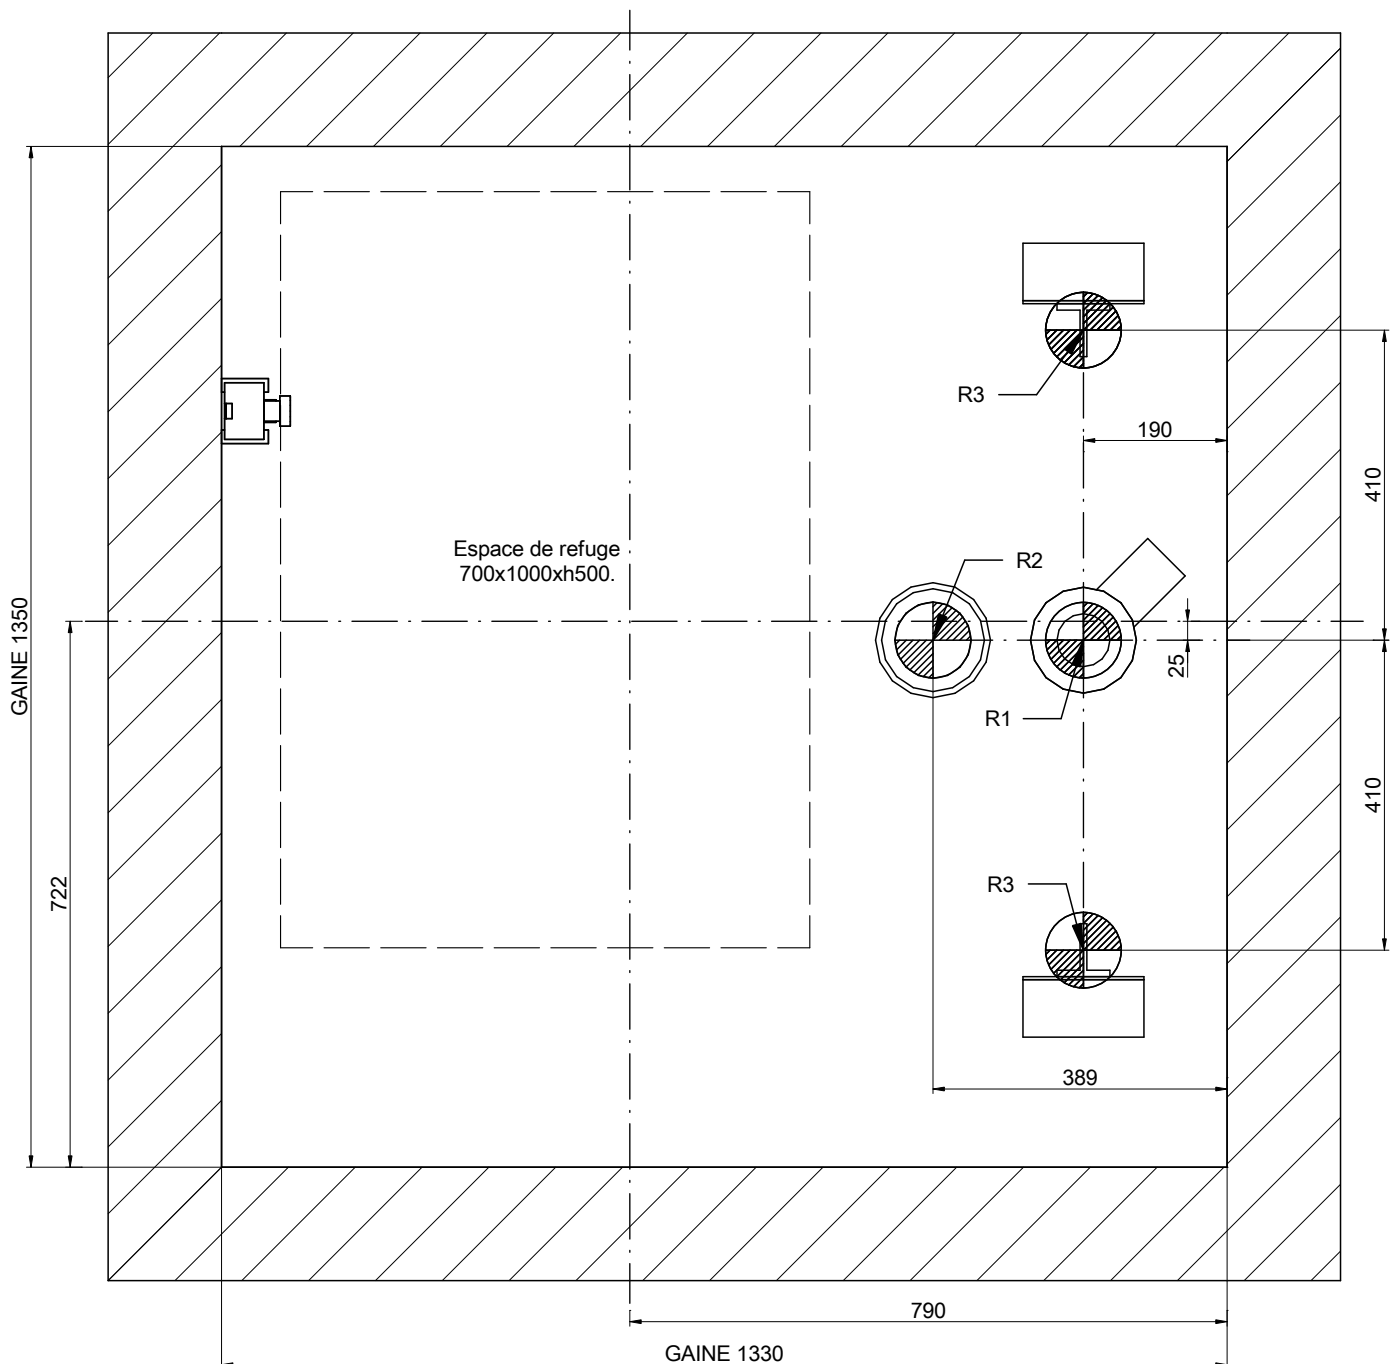 R3
190
410
Espace de refuge
700x1000xh500.
R2
GAINE 1350
25
R1
410
722
R3
389
790
GAINE 1330